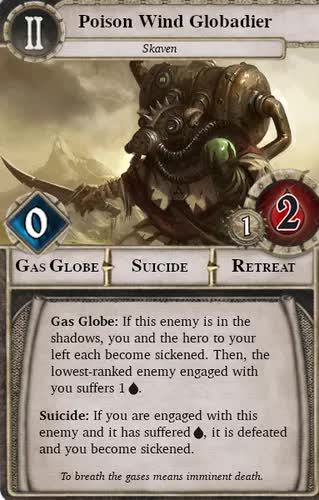 II
Poison Wind Globadier
Skaven
0
1
2
GAS GLOBE
SUICIDE
RETREAT
Gas Globe: If this enemy is in the
shadows, you and the hero to your
left each become sickened. Then, the
lowest-ranked enemy engaged with
you suffers 1.
Suicide: If you are engaged with this
enemy and it has suffered , it is defeated
and you become sickened.
To breath the gases means imminent death.